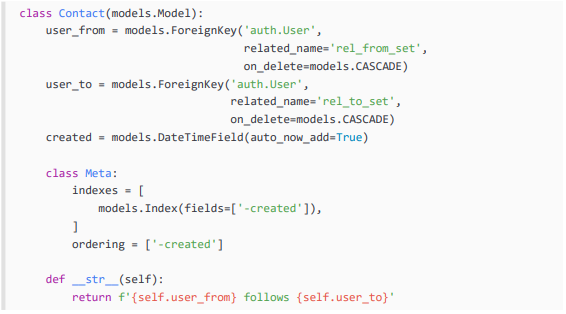 class Contact(models.Model):
    user_from = models.ForeignKey('auth.User',
                                  related_name='rel_from_set',
                                  on_delete=models.CASCADE)
    user_to = models.ForeignKey('auth.User',
                                related_name='rel_to_set',
                                on_delete=models.CASCADE)
    created = models.DateTimeField(auto_now_add=True)

    class Meta:
        indexes = [
            models.Index(fields=['-created']),
        ]
        ordering = ['-created']

    def __str__(self):
        return f'{self.user_from} follows {self.user_to}'